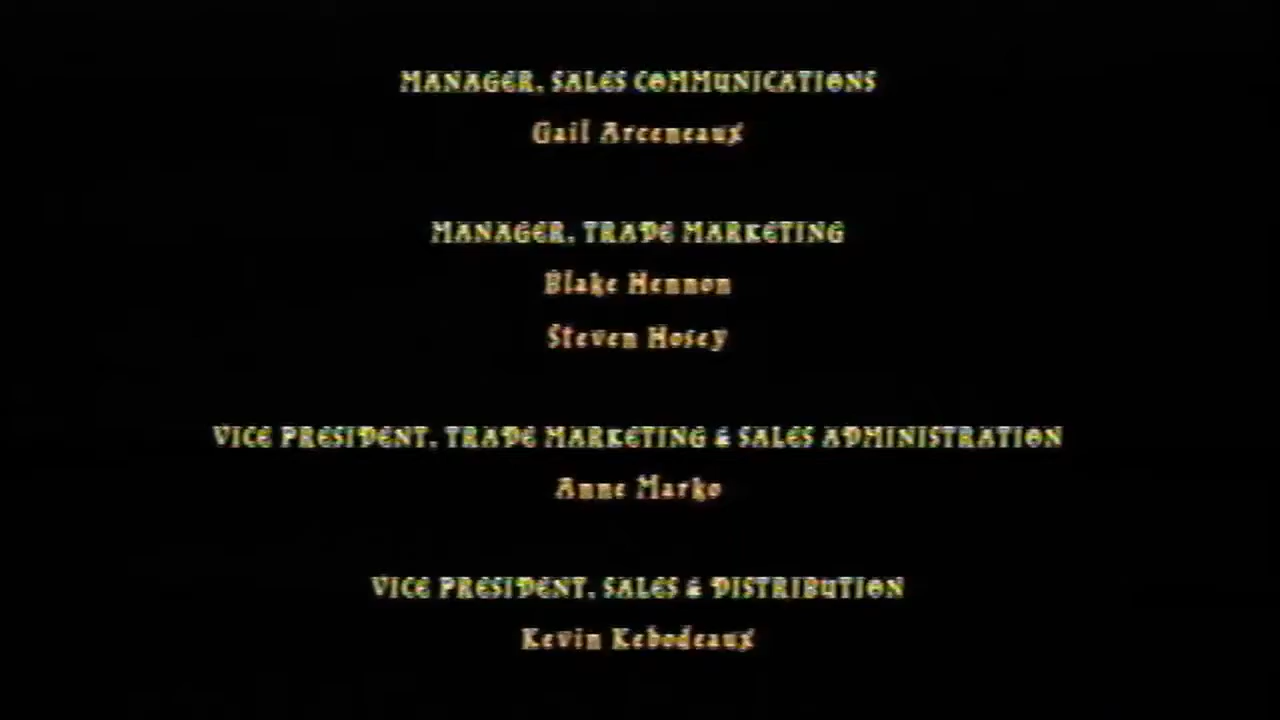 MANAGER, SALES COMMUNICATIONS
Gail Arceneaux
MANAGER, TRADE MARKETING
Blake Hennon
Steven Hosey
VICE PRESIDENT, TRADE MARKETING & SALES ADMINISTRATION
Anne Marko
VICE PRESIDENT, SALES & DISTRIBUTION
Kevin Kebodeaux